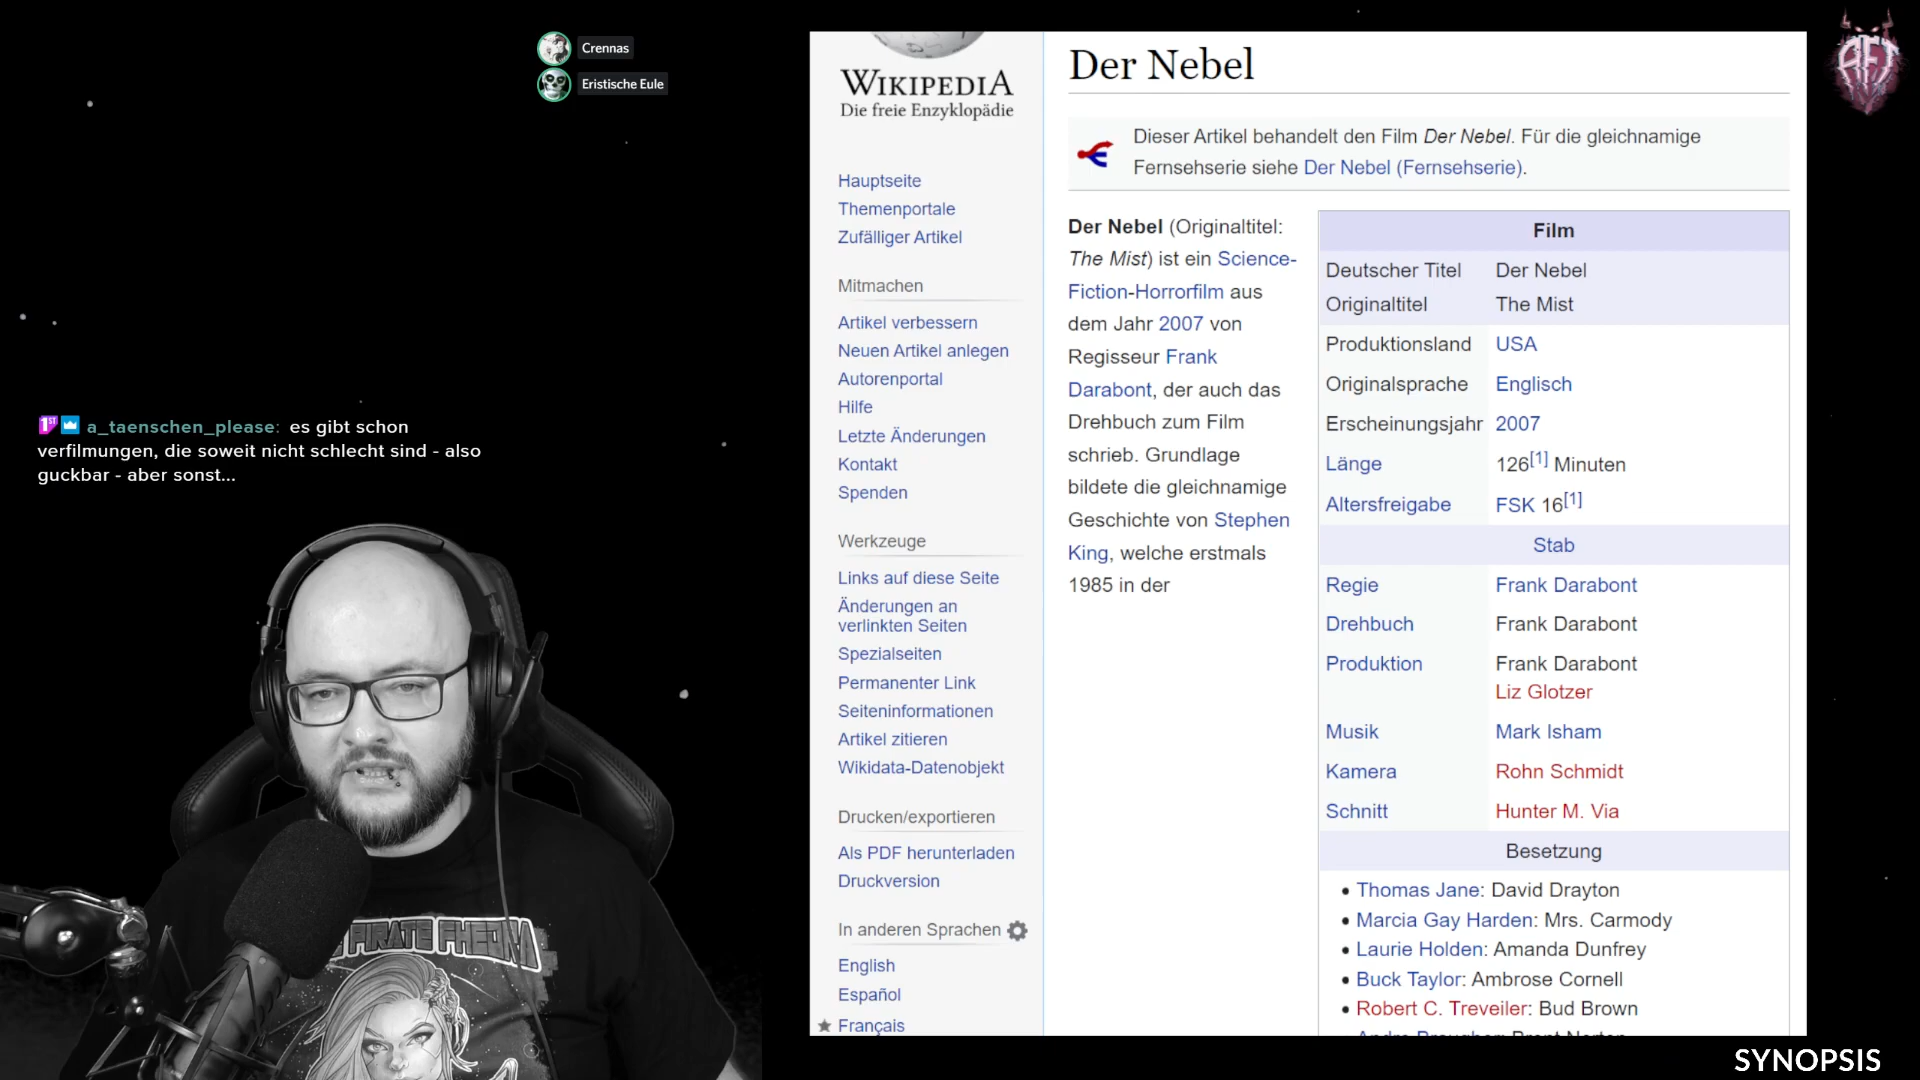 Crennas
Eristische Eule
a_taenschen_please: es gibt schon
verfilmungen, die soweit nicht schlecht sind - also
guckbar - aber sonst...
WIKIPEDIA
Die freie Enzyklopädie
Hauptseite
Themenportale
Zufälliger Artikel
Mitmachen
Artikel verbessern
Neuen Artikel anlegen
Autorenportal
Hilfe
Letzte Änderungen
Kontakt
Spenden
Werkzeuge
Links auf diese Seite
Änderungen an
verlinkten Seiten
Spezialseiten
Permanenter Link
Seiteninformationen
Artikel zitieren
Wikidata-Datenobjekt
Drucken/exportieren
Als PDF herunterladen
Druckversion
In anderen Sprachen
English
Español
Français
Der Nebel
Dieser Artikel behandelt den Film Der Nebel. Für die gleichnamige
Fernsehserie siehe Der Nebel (Fernsehserie).
Der Nebel (Originaltitel:
The Mist) ist ein Science-
Fiction-Horrorfilm aus
dem Jahr 2007 von
Regisseur Frank
Darabont, der auch das
Drehbuch zum Film
schrieb. Grundlage
bildete die gleichnamige
Geschichte von Stephen
King, welche erstmals
1985 in der
Film
Deutscher Titel Der Nebel
Originaltitel The Mist
Produktionsland USA
Originalsprache Englisch
Erscheinungsjahr 2007
Länge 126[1] Minuten
Altersfreigabe FSK 16[1]
Stab
Regie Frank Darabont
Drehbuch Frank Darabont
Produktion Frank Darabont
Liz Glotzer
Musik Mark Isham
Kamera Rohn Schmidt
Schnitt Hunter M. Via
Besetzung
Thomas Jane: David Drayton
Marcia Gay Harden: Mrs. Carmody
Laurie Holden: Amanda Dunfrey
Buck Taylor: Ambrose Cornell
Robert C. Treveiler: Bud Brown
AFT
PIRATE
SYNOPSIS